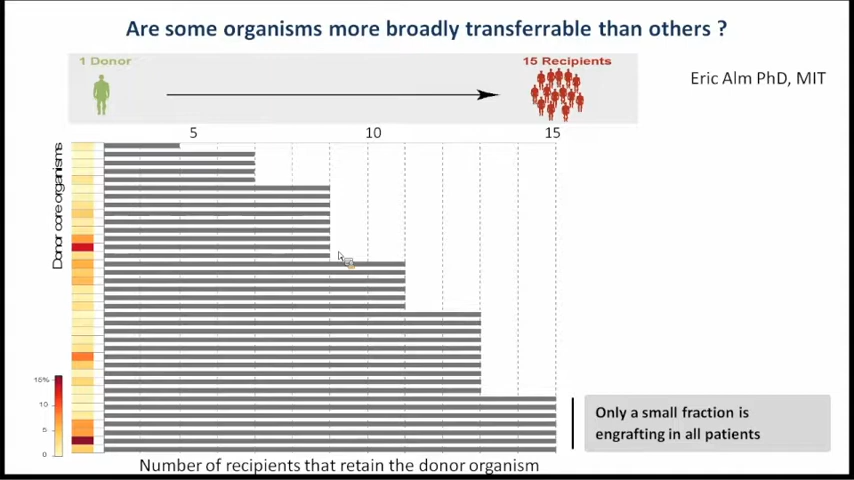 Are some organisms more broadly transferrable than others ?
1 Donor
15 Recipients
Eric Alm PhD, MIT
5 10 15
Donor core organisms
15%
10
5
0
Only a small fraction is
engrafting in all patients
Number of recipients that retain the donor organism